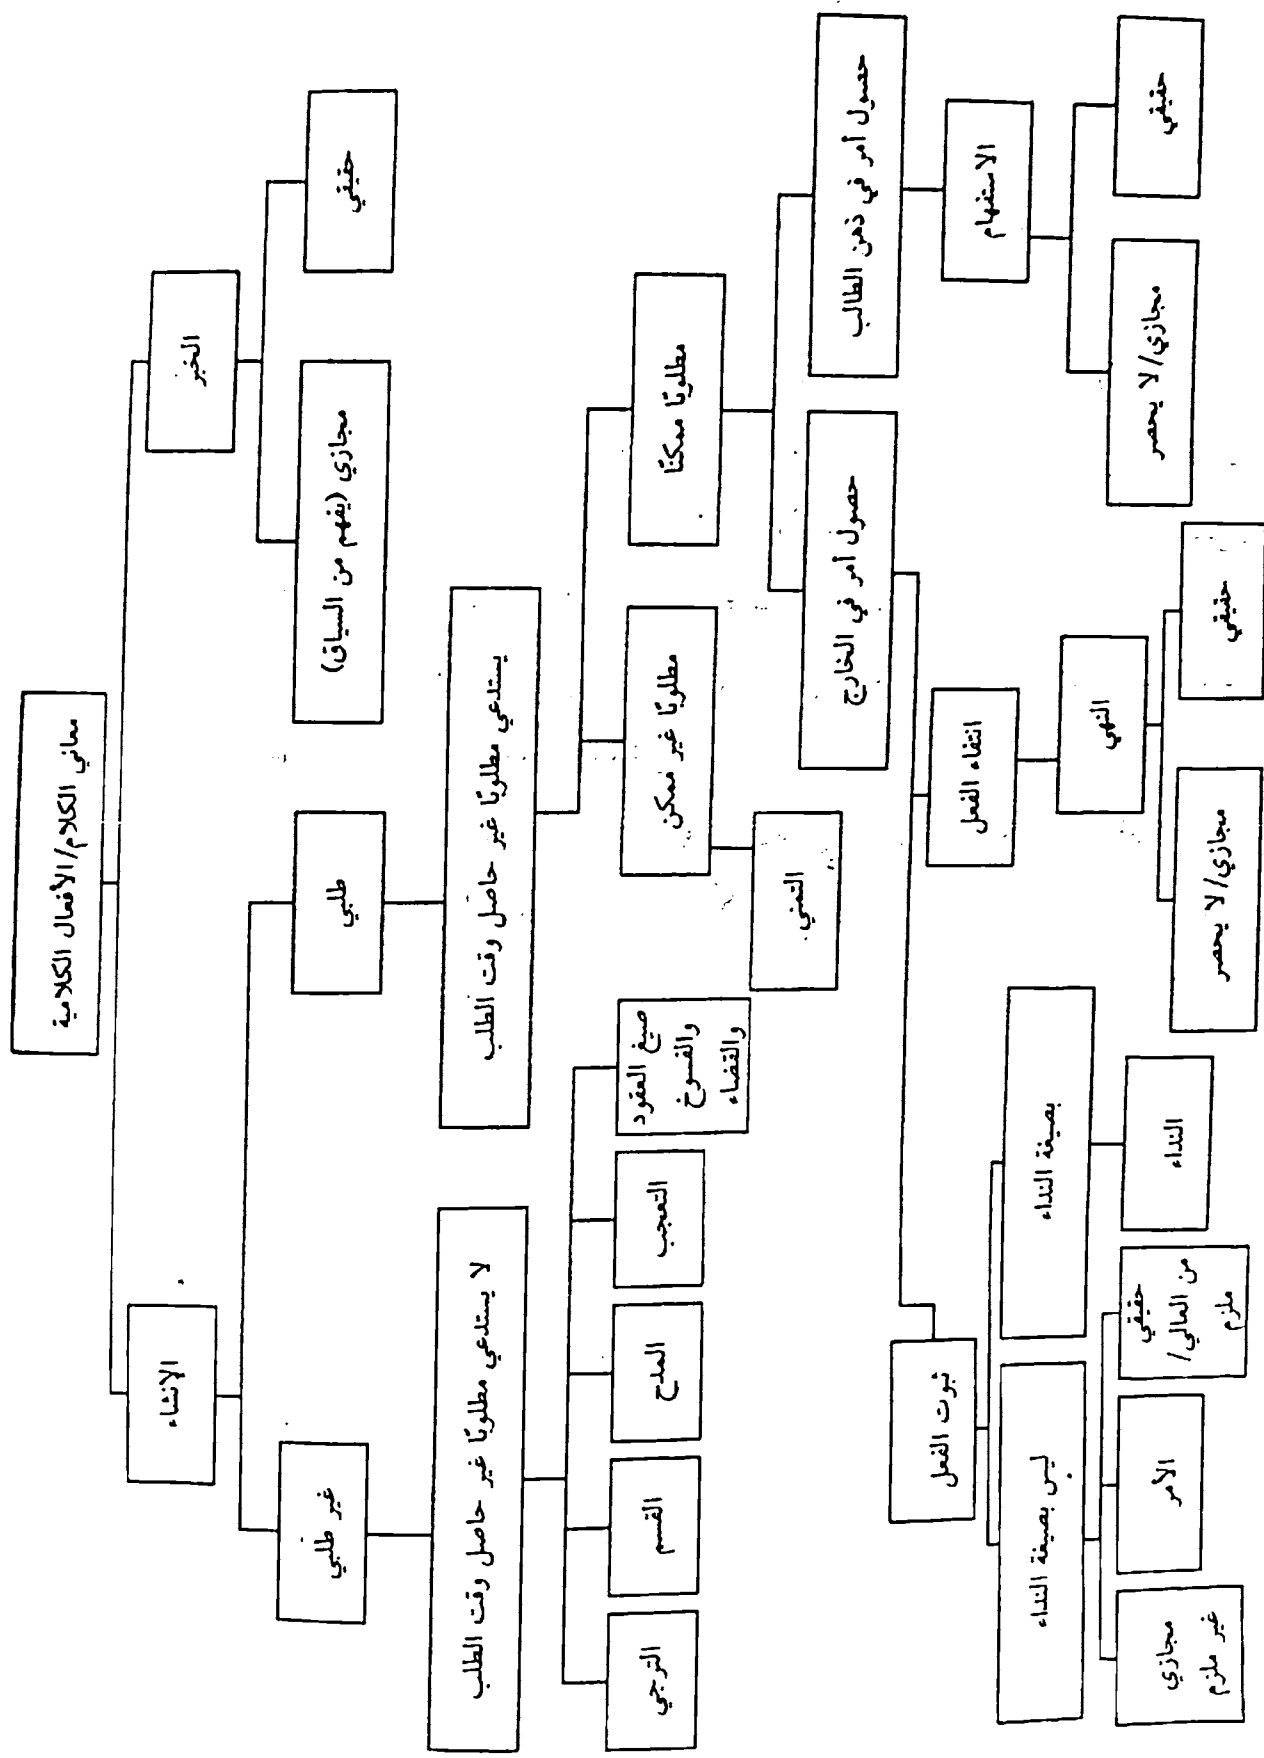 معاني الكلام/الأفعال الكلامية
الخبر
الانشاء
حقيقي
مجازي (يفهم من السياق)
طلبي
غير طلبي
يستدعي مطلوبًا غير حاصل وقت الطلب
لا يستدعي مطلوبًا غير حاصل وقت الطلب
مطلوبًا ممكنًا
مطلوبًا غير ممكن
صيغ العقود
والفسوخ
والقضاء
التعجب
المدح
القسم
الترجي
التمني
حصول أمر في ذهن الطالب
حصول أمر في الخارج
الاستفهام
انتفاء الفعل
ثبوت الفعل
حقيقي
مجازي/لا يحصر
النهي
بصيغة النداء
ليس بصيغة النداء
حقيقي
مجازي/لا يحصر
النداء
حقيقي
من العالي/
ملزم
الأمر
مجازي
غير ملزم